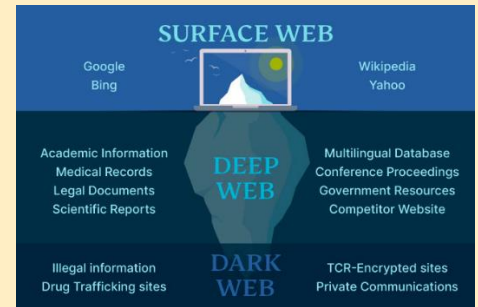 SURFACE WEB
Google
Bing
Wikipedia
Yahoo
Academic Information
Medical Records
Legal Documents
Scientific Reports
DEEP
WEB
Multilingual Database
Conference Proceedings
Government Resources
Competitor Website
Illegal information
Drug Trafficking sites
DARK
WEB
TCR-Encrypted sites
Private Communications